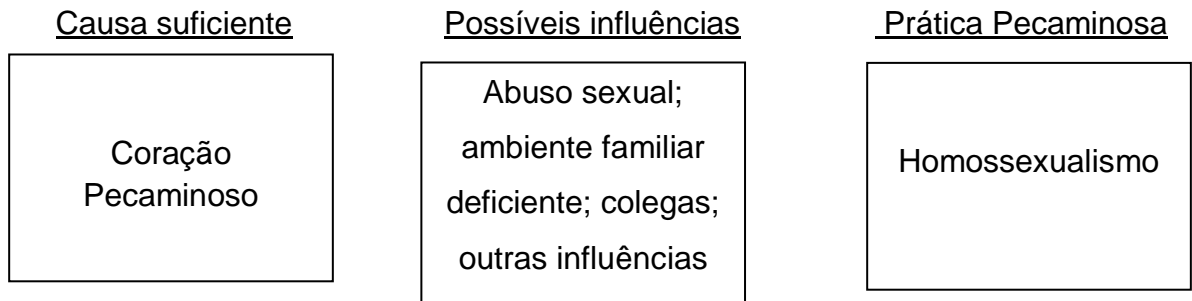 Causa suficiente
Possíveis influências
Prática Pecaminosa
Coração
Pecaminoso
Abuso sexual;
ambiente familiar
deficiente; colegas;
outras influências
Homossexualismo